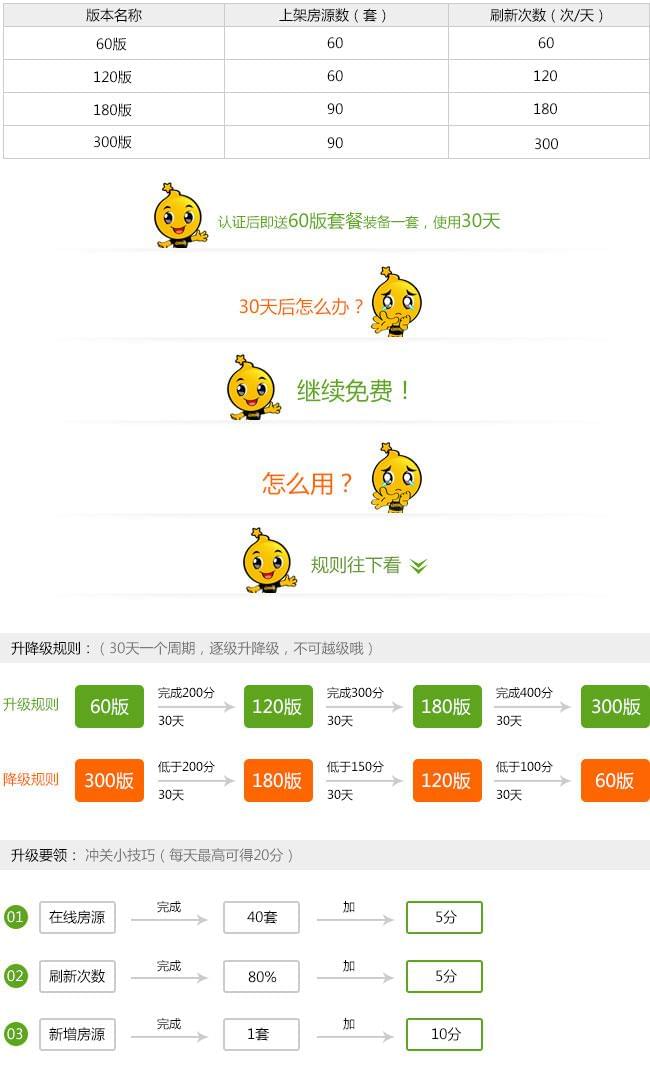 版本名称 上架房源数（套） 刷新次数（次/天）
60版 60 60
120版 60 120
180版 90 180
300版 90 300
认证后即送60版套餐装备一套，使用30天
30天后怎么办？
继续免费！
怎么用？
规则往下看
升降级规则：（30天一个周期，逐级升降级，不可越级哦）
升级规则 60版 完成200分 30天 120版 完成300分 30天 180版 完成400分 30天 300版
降级规则 300版 低于200分 30天 180版 低于150分 30天 120版 低于100分 30天 60版
升级要领： 冲关小技巧（每天最高可得20分）
01 在线房源 完成 40套 加 5分
02 刷新次数 完成 80% 加 5分
03 新增房源 完成 1套 加 10分